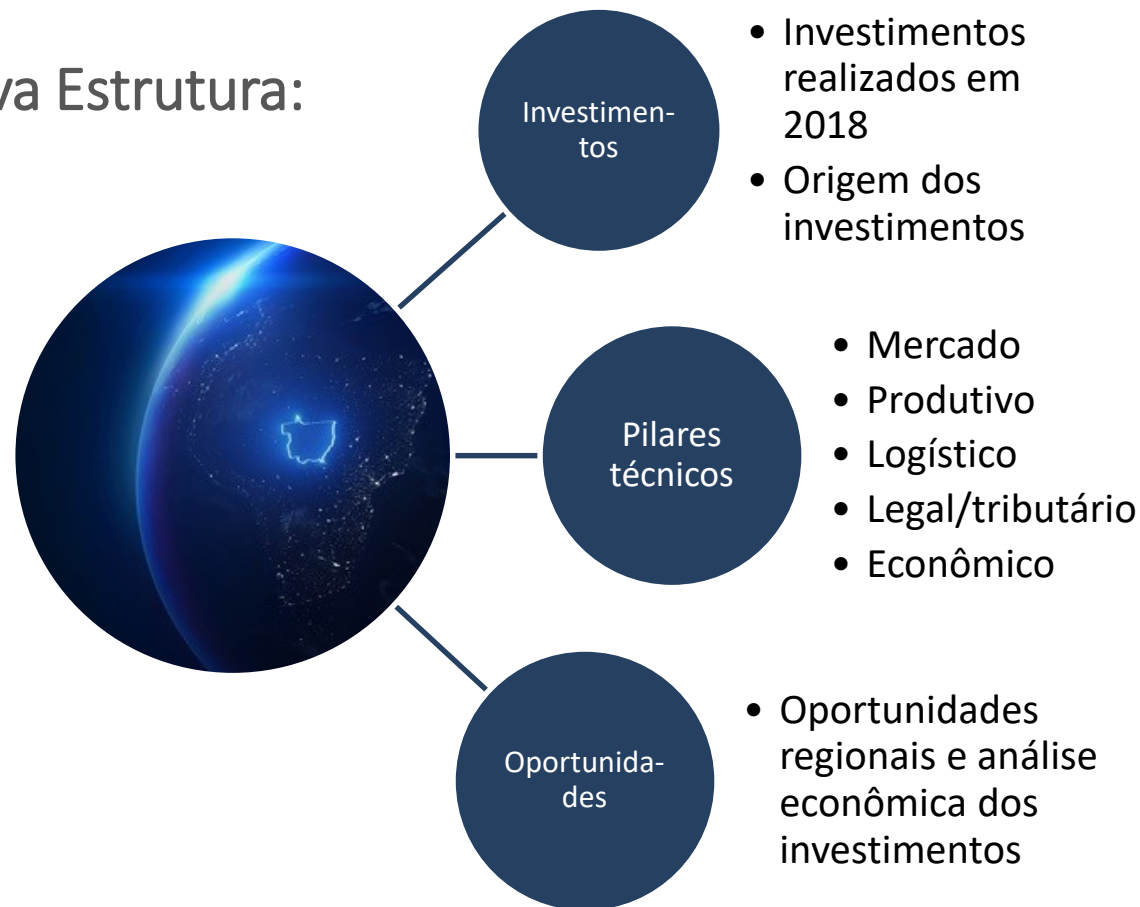 va Estrutura:
Investimen-
tos
• Investimentos
realizados em
2018
• Origem dos
investimentos
Pilares
técnicos
• Mercado
• Produtivo
• Logístico
• Legal/tributário
• Econômico
Oportunida-
des
• Oportunidades
regionais e análise
econômica dos
investimentos